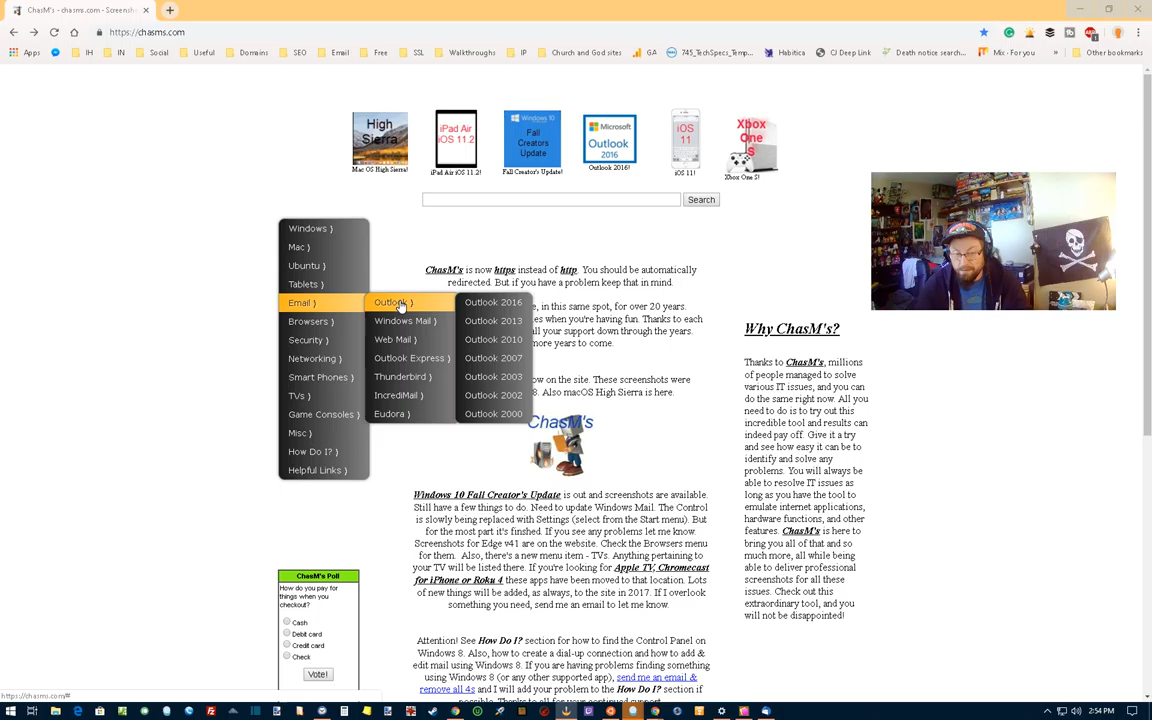 ChasM's - chasms.com - Screensh
https://chasms.com
Apps
IH
IN
Social
Useful
Domains
SEO
Email
Free
SSL
Walkthroughs
IP
Church and God sites
GA
745_TechSpecs_Temp...
Habitica
CJ Deep Link
Death notice search...
Mix - For you
»
Other bookmarks
High
Sierra
Mac OS High Sierra!
iPad Air
iOS 11.2
iPad Air iOS 11.2!
Windows 10
Fall
Creators
Update
Fall Creator's Update!
Microsoft
Outlook
2016
Outlook 2016!
iOS
11
iOS 11!
Xbox
One
S
Xbox One S!
Search
Windows }
Mac }
Ubuntu }
Tablets }
Email }
Browsers }
Security }
Networking }
Smart Phones }
TVs }
Game Consoles }
Misc }
How Do I? }
Helpful Links }
Outlook }
Windows Mail }
Web Mail }
Outlook Express }
Thunderbird }
IncrediMail }
Eudora }
Outlook 2016
Outlook 2013
Outlook 2010
Outlook 2007
Outlook 2003
Outlook 2002
Outlook 2000
ChasM's is now https instead of http. You should be automatically
redirected. But if you have a problem keep that in mind.
e, in this same spot, for over 20 years.
es when you're having fun. Thanks to each
all your support down through the years.
more years to come.
ow on the site. These screenshots were
8. Also macOS High Sierra is here.
ChasM's
Windows 10 Fall Creator's Update is out and screenshots are available.
Still have a few things to do. Need to update Windows Mail. The Control
is slowly being replaced with Settings (select from the Start menu). But
for the most part it's finished. If you see any problems let me know.
Screenshots for Edge v41 are on the website. Check the Browsers menu
for them. Also, there's a new menu item - TVs. Anything pertaining to
your TV will be listed there. If you're looking for Apple TV, Chromecast
for iPhone or Roku 4 these apps have been moved to that location. Lots
of new things will be added, as always, to the site in 2017. If I overlook
something you need, send me an email to let me know.
Attention! See How Do I? section for how to find the Control Panel on
Windows 8. Also, how to create a dial-up connection and how to add &
edit mail using Windows 8. If you are having problems finding something
using Windows 8 (or any other supported app), send me an email &
remove all 4s and I will add your problem to the How Do I? section if
possible. Thanks to all for your continued support.
Why ChasM's?
Thanks to ChasM's, millions
of people managed to solve
various IT issues, and you can
do the same right now. All you
need to do is to try out this
incredible tool and results can
indeed pay off. Give it a try
and see how easy it can be to
identify and solve any
problems. You will always be
able to resolve IT issues as
long as you have the tool to
emulate internet applications,
hardware functions, and other
features. ChasM's is here to
bring you all of that and so
much more, all while being
able to deliver professional
screenshots for all these
issues. Check out this
extraordinary tool, and you
will not be disappointed!
ChasM's Poll
How do you pay for
things when you
checkout?
Cash
Debit card
Credit card
Check
Vote!
https://chasms.com/#
2:54 PM